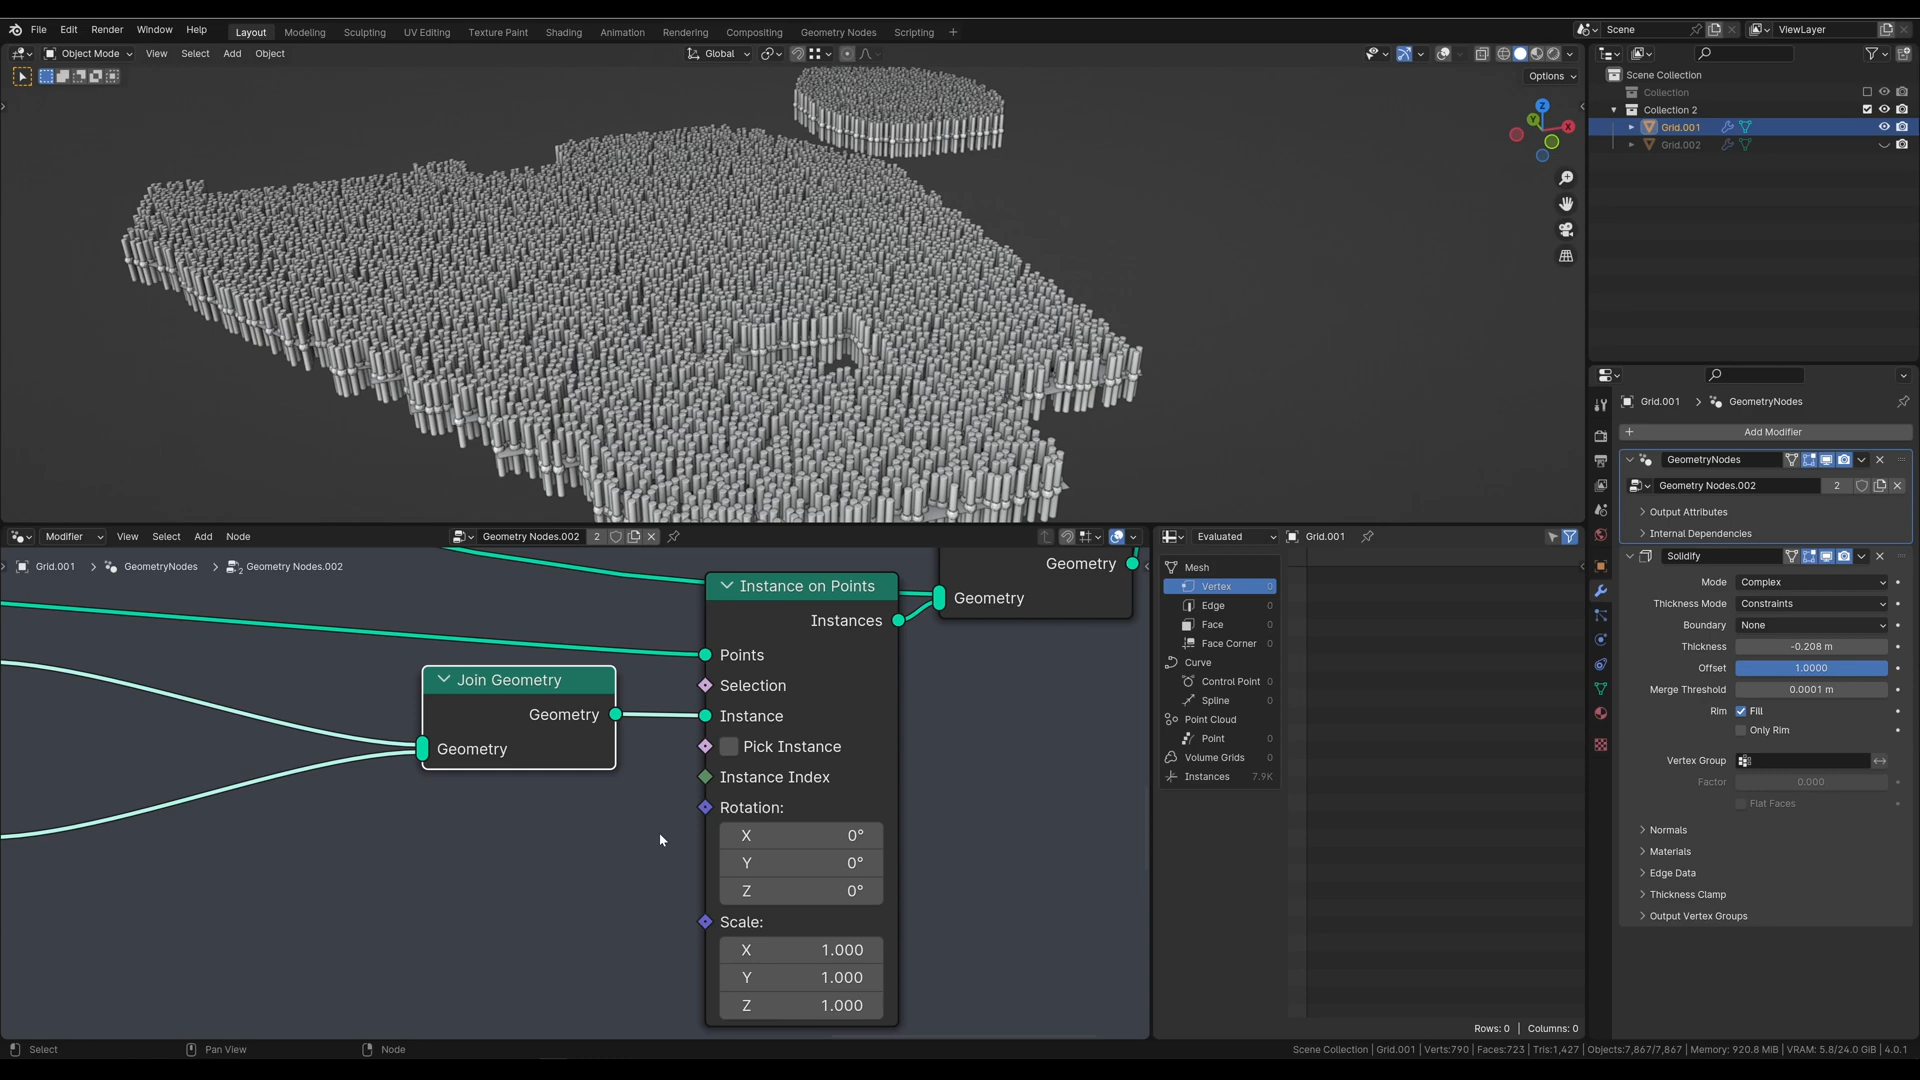 File Edit Render Window Help Layout Modeling Sculpting UV Editing Texture Paint Shading Animation Rendering Compositing Geometry Nodes Scripting + Scene ViewLayer
Object Mode View Select Add Object Global
Options
Z
Y
X
Scene Collection
Collection
Collection 2
Grid.001
Grid.002
Grid.001 > GeometryNodes
+ Add Modifier
GeometryNodes
Geometry Nodes.002 2
Output Attributes
Internal Dependencies
Solidify
Mode Complex
Thickness Mode Constraints
Boundary None
Thickness -0.208 m
Offset 1.0000
Merge Threshold 0.0001 m
Rim Fill
Only Rim
Vertex Group
Factor 0.000
Flat Faces
Normals
Materials
Edge Data
Thickness Clamp
Output Vertex Groups
Modifier View Select Add Node Geometry Nodes.002 2
Grid.001 > GeometryNodes > 2 Geometry Nodes.002
Geometry
Geometry
Instance on Points
Instances
Points
Selection
Instance
Pick Instance
Instance Index
Rotation:
X 0°
Y 0°
Z 0°
Scale:
X 1.000
Y 1.000
Z 1.000
Join Geometry
Geometry
Geometry
Evaluated Grid.001
Mesh
Vertex 0
Edge 0
Face 0
Face Corner 0
Curve
Control Point 0
Spline 0
Point Cloud
Point 0
Volume Grids 0
Instances 7.9K
Rows: 0 | Columns: 0
Select Pan View Node Scene Collection | Grid.001 | Verts:790 | Faces:723 | Tris:1,427 | Objects:7,867/7,867 | Memory: 920.8 MiB | VRAM: 5.8/24.0 GiB | 4.0.1